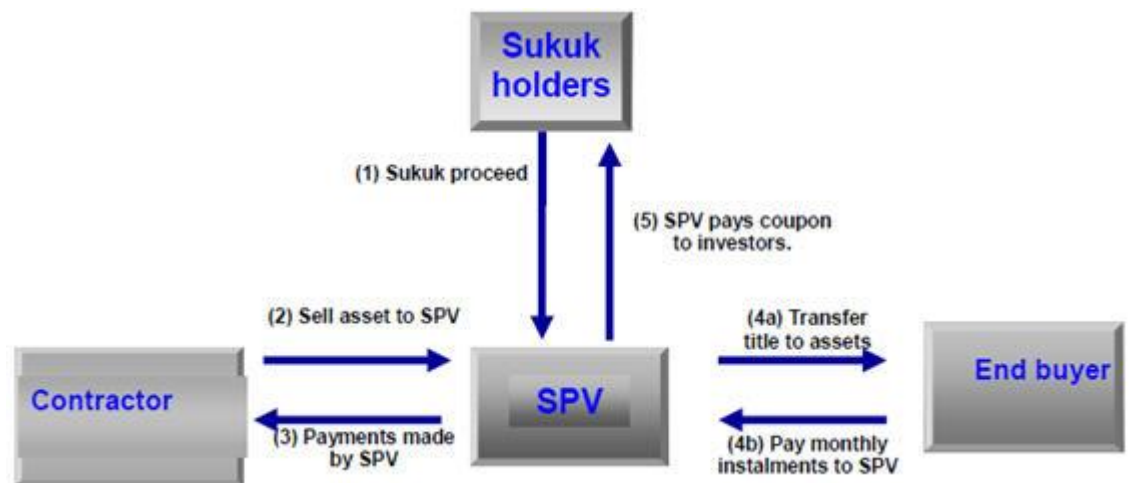 Sukuk
holders
(1) Sukuk proceed
(5) SPV pays coupon
to investors.
(2) Sell asset to SPV
(4a) Transfer
title to assets
Contractor
SPV
End buyer
(3) Payments made
by SPV
(4b) Pay monthly
instalments to SPV